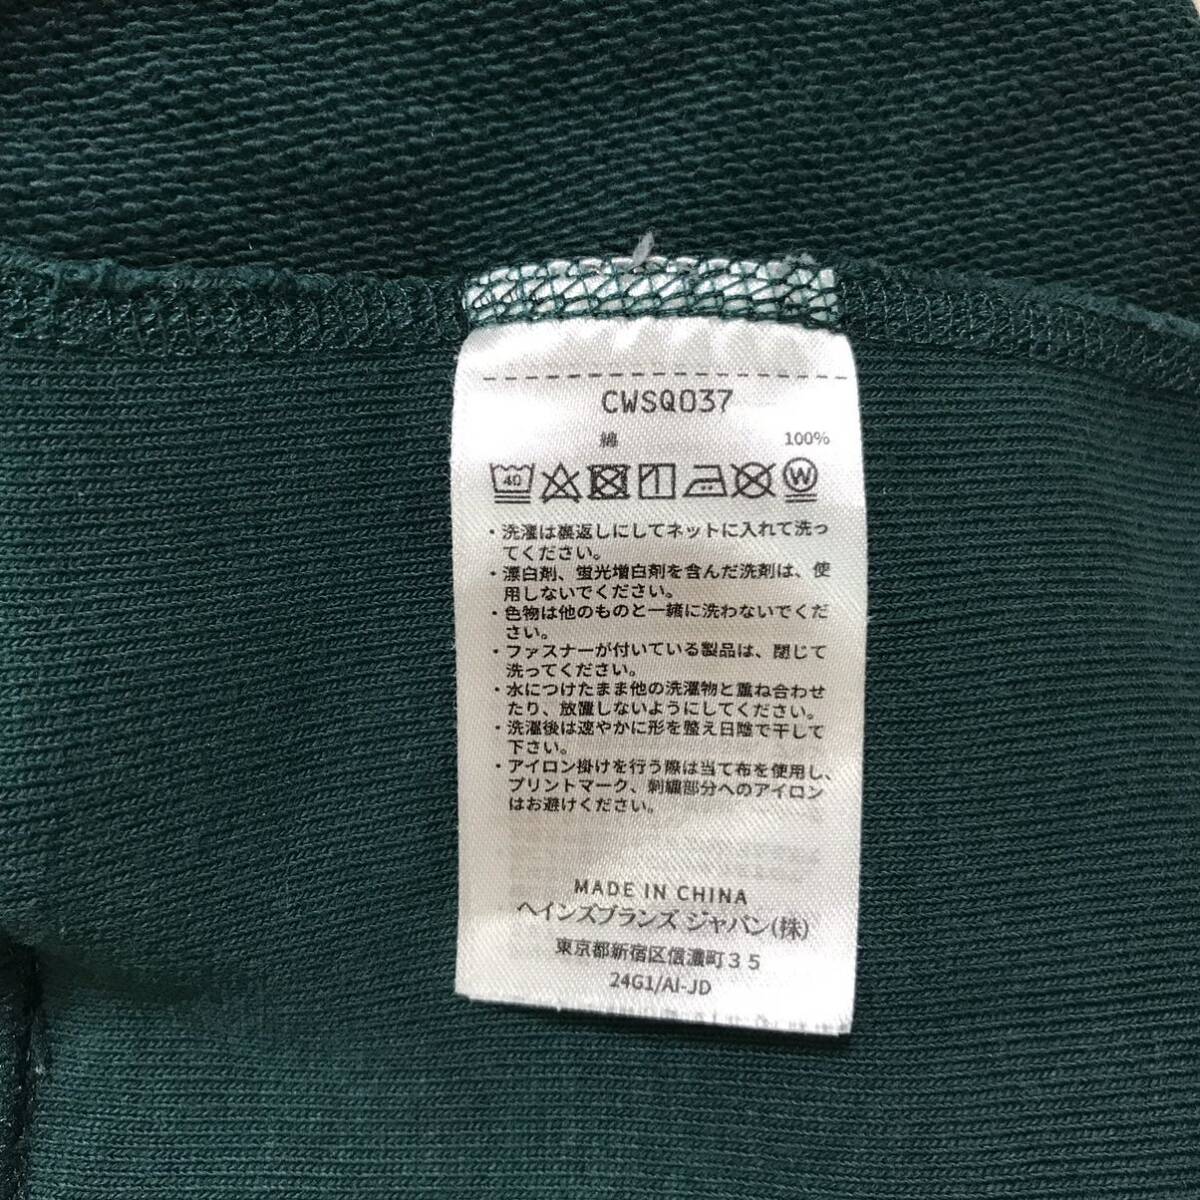 CWSQ037
綿 100%
40 W
・洗濯は裏返しにしてネットに入れて洗っ
てください。
・漂白剤、蛍光増白剤を含んだ洗剤は、使
用しないでください。
・色物は他のものと一緒に洗わないでくだ
さい。
・ファスナーが付いている製品は、閉じて
洗ってください。
・水につけたまま他の洗濯物と重ね合わせ
たり、放置しないようにしてください。
・洗濯後は速やかに形を整え日陰で干して
下さい。
・アイロン掛けを行う際は当て布を使用し、
プリントマーク、刺繍部分へのアイロン
はお避けください。
MADE IN CHINA
ヘインズブランズ ジャパン(株)
東京都新宿区信濃町35
24G1/AI-JD